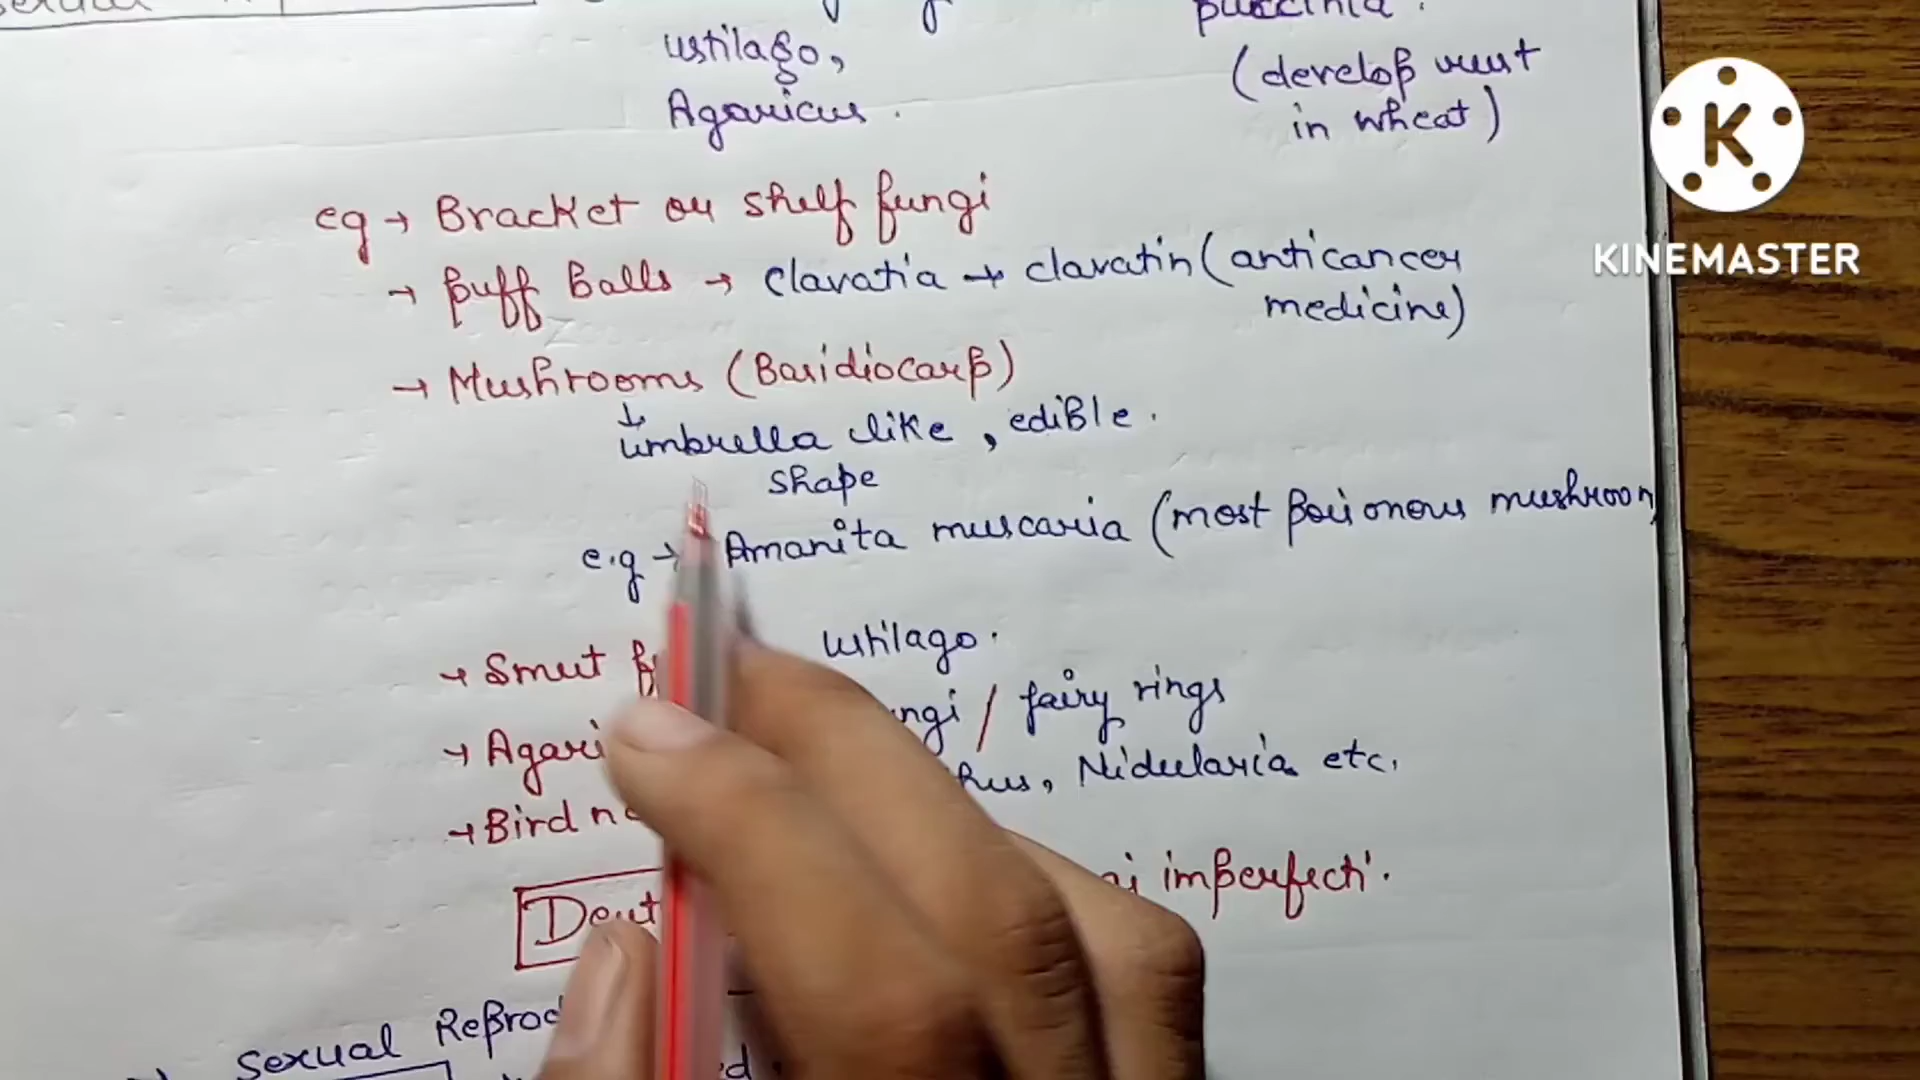 ustilago,
Agaricus.
puccinia.
(develop rust
in wheat)
eg → Bracket or shelf fungi
→ Puff Balls → clavatia → clavatin (anticancer
medicine)
→ Mushrooms (Basidiocarp)
↓
umbrella like, edible.
shape
e.g → Amanita muscaria (most poisonous mushroom
→ Smut ustilago.
→ Agari ngi / fairy rings
→ Bird n hus, Nidularia etc.
Deut imperfecti.
Sexual Reprod
K
KINEMASTER